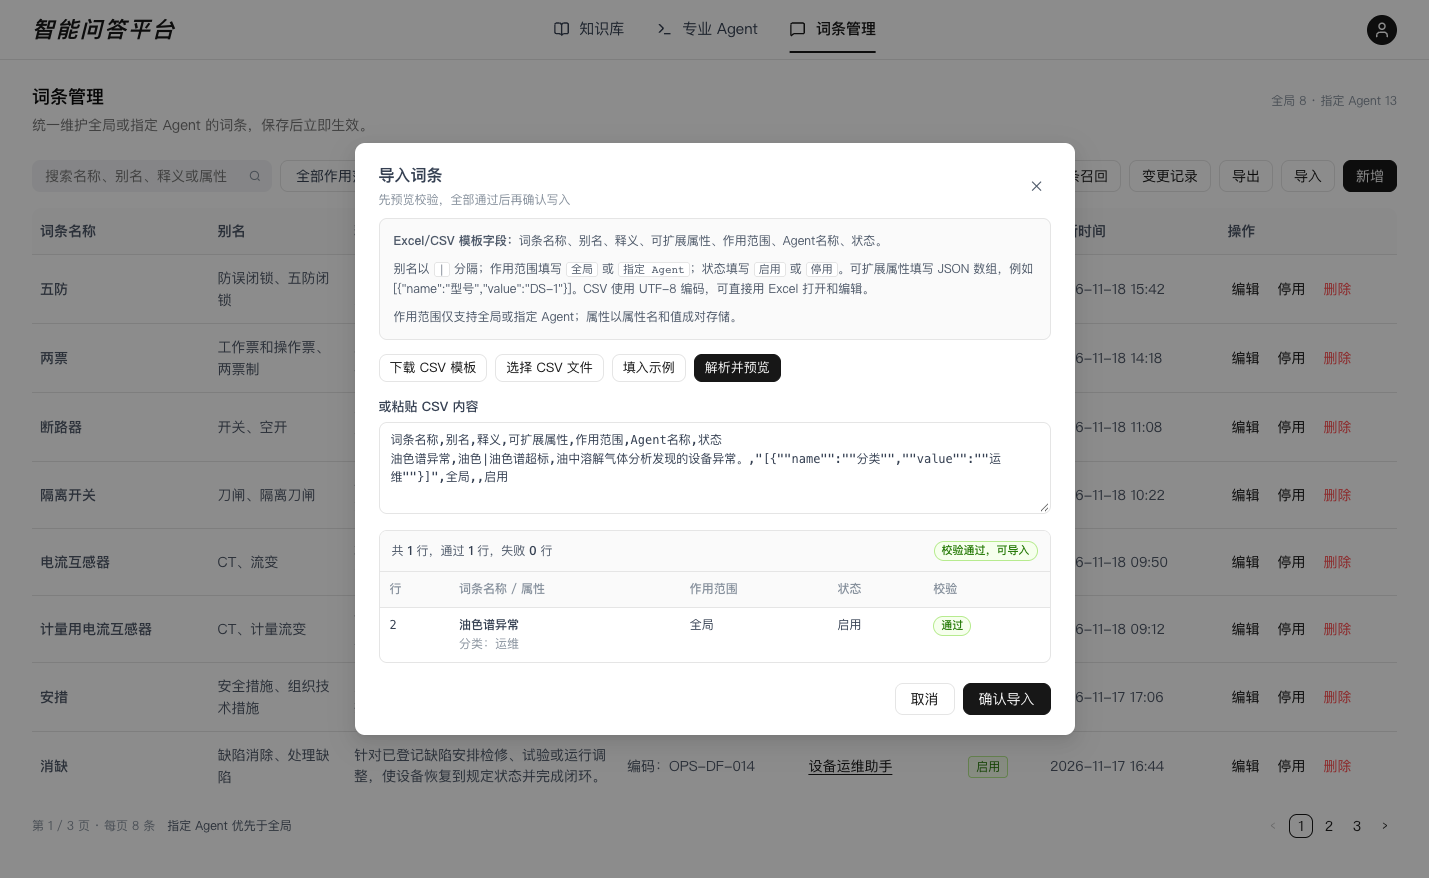 智能问答平台
知识库
专业 Agent
词条管理
词条管理
全局 8 · 指定 Agent 13
统一维护全局或指定 Agent 的词条，保存后立即生效。
搜索名称、别名、释义或属性
全部作用
召回
变更记录
导出
导入
新增
词条名称
别名
时间
操作
五防
防误闭锁、五防闭
锁
6-11-18 15:42
编辑 停用 删除
两票
工作票和操作票、
两票制
6-11-18 14:18
编辑 停用 删除
断路器
开关、空开
6-11-18 11:08
编辑 停用 删除
隔离开关
刀闸、隔离刀闸
6-11-18 10:22
编辑 停用 删除
电流互感器
CT、流变
6-11-18 09:50
编辑 停用 删除
计量用电流互感器
CT、计量流变
6-11-18 09:12
编辑 停用 删除
安措
安全措施、组织技
术措施
6-11-17 17:06
编辑 停用 删除
消缺
缺陷消除、处理缺
陷
针对已登记缺陷安排检修、试验或运行调
整，使设备恢复到规定状态并完成闭环。
编码：OPS-DF-014
设备运维助手
启用
2026-11-17 16:44
编辑 停用 删除
第 1 / 3 页 · 每页 8 条
指定 Agent 优先于全局
1
2
3
导入词条
先预览校验，全部通过后再确认写入
Excel/CSV 模板字段：词条名称、别名、释义、可扩展属性、作用范围、Agent名称、状态。
别名以 | 分隔；作用范围填写 全局 或 指定 Agent；状态填写 启用 或 停用。可扩展属性填写 JSON 数组，例如
[{"name":"型号","value":"DS-1"}]。CSV 使用 UTF-8 编码，可直接用 Excel 打开和编辑。
作用范围仅支持全局或指定 Agent；属性以属性名和值成对存储。
下载 CSV 模板
选择 CSV 文件
填入示例
解析并预览
或粘贴 CSV 内容
词条名称,别名,释义,可扩展属性,作用范围,Agent名称,状态
油色谱异常,油色|油色谱超标,油中溶解气体分析发现的设备异常。,"[{""name"":""分类"",""value"":""运
维""}]",全局,,启用
共 1 行，通过 1 行，失败 0 行
校验通过，可导入
行
词条名称 / 属性
作用范围
状态
校验
2
油色谱异常
分类：运维
全局
启用
通过
取消
确认导入